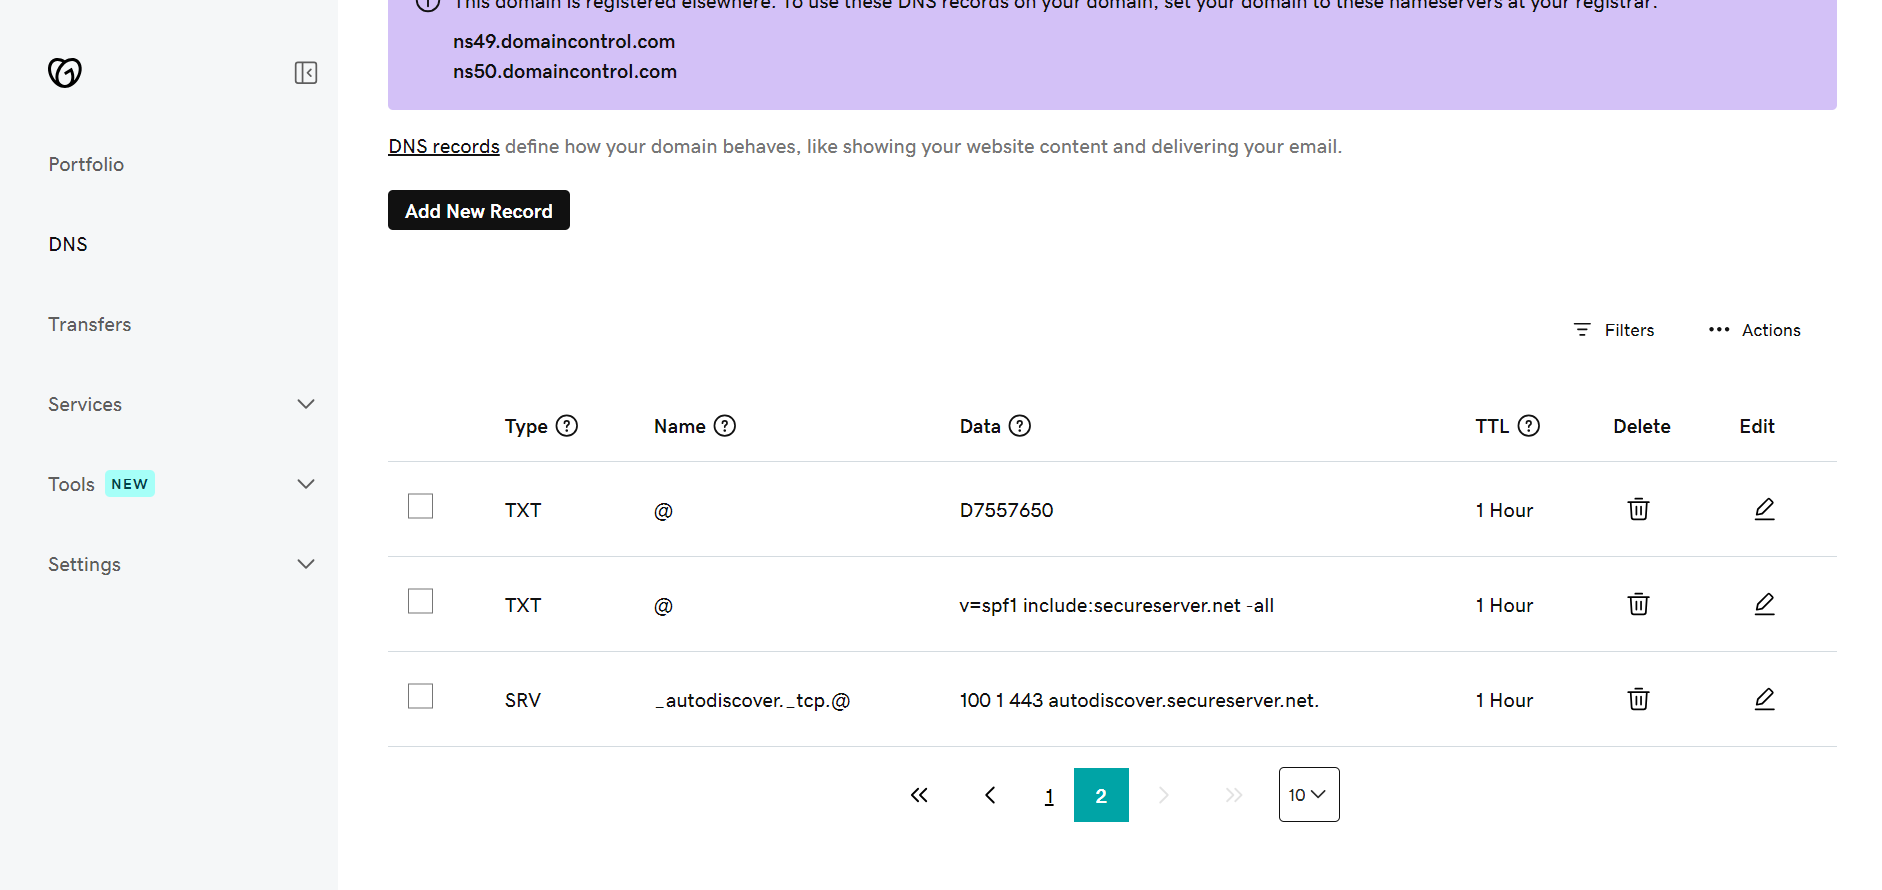 This domain is registered elsewhere. To use these DNS records on your domain, set your domain to these nameservers at your registrar.
ns49.domaincontrol.com
ns50.domaincontrol.com
DNS records define how your domain behaves, like showing your website content and delivering your email.
Add New Record
Portfolio
DNS
Transfers
Services
Tools NEW
Settings
Filters
Actions
Type Name Data TTL Delete Edit
TXT @ D7557650 1 Hour
TXT @ v=spf1 include:secureserver.net -all 1 Hour
SRV _autodiscover._tcp.@ 100 1 443 autodiscover.secureserver.net. 1 Hour
1 2 10